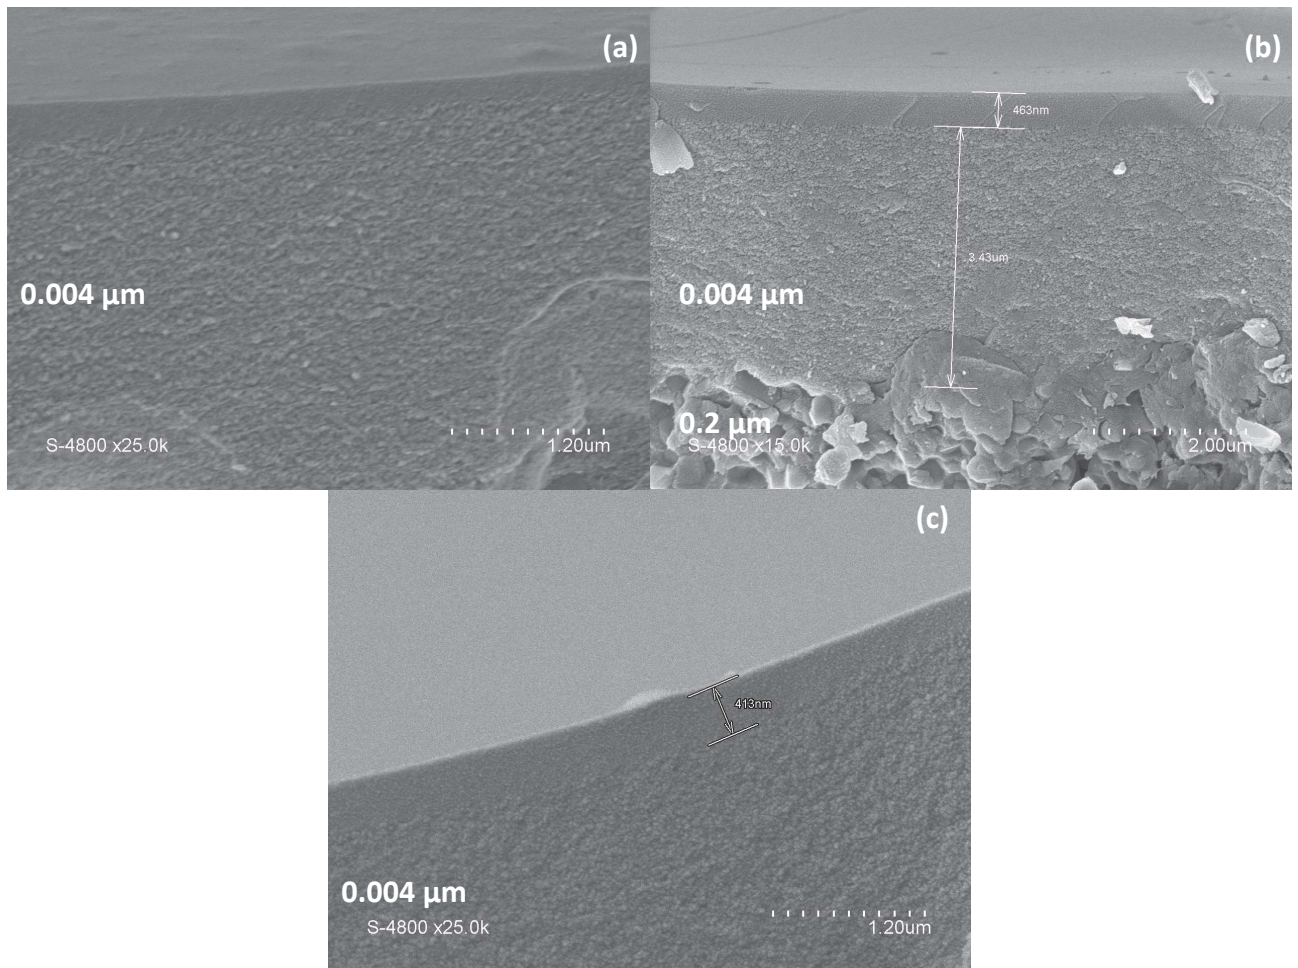 (a)
0.004 µm
S-4800 x25.0k
1.20um
(b)
463nm
3.43um
0.004 µm
0.2 µm
S-4800 x15.0k
2.00um
(c)
413nm
0.004 µm
S-4800 x25.0k
1.20um